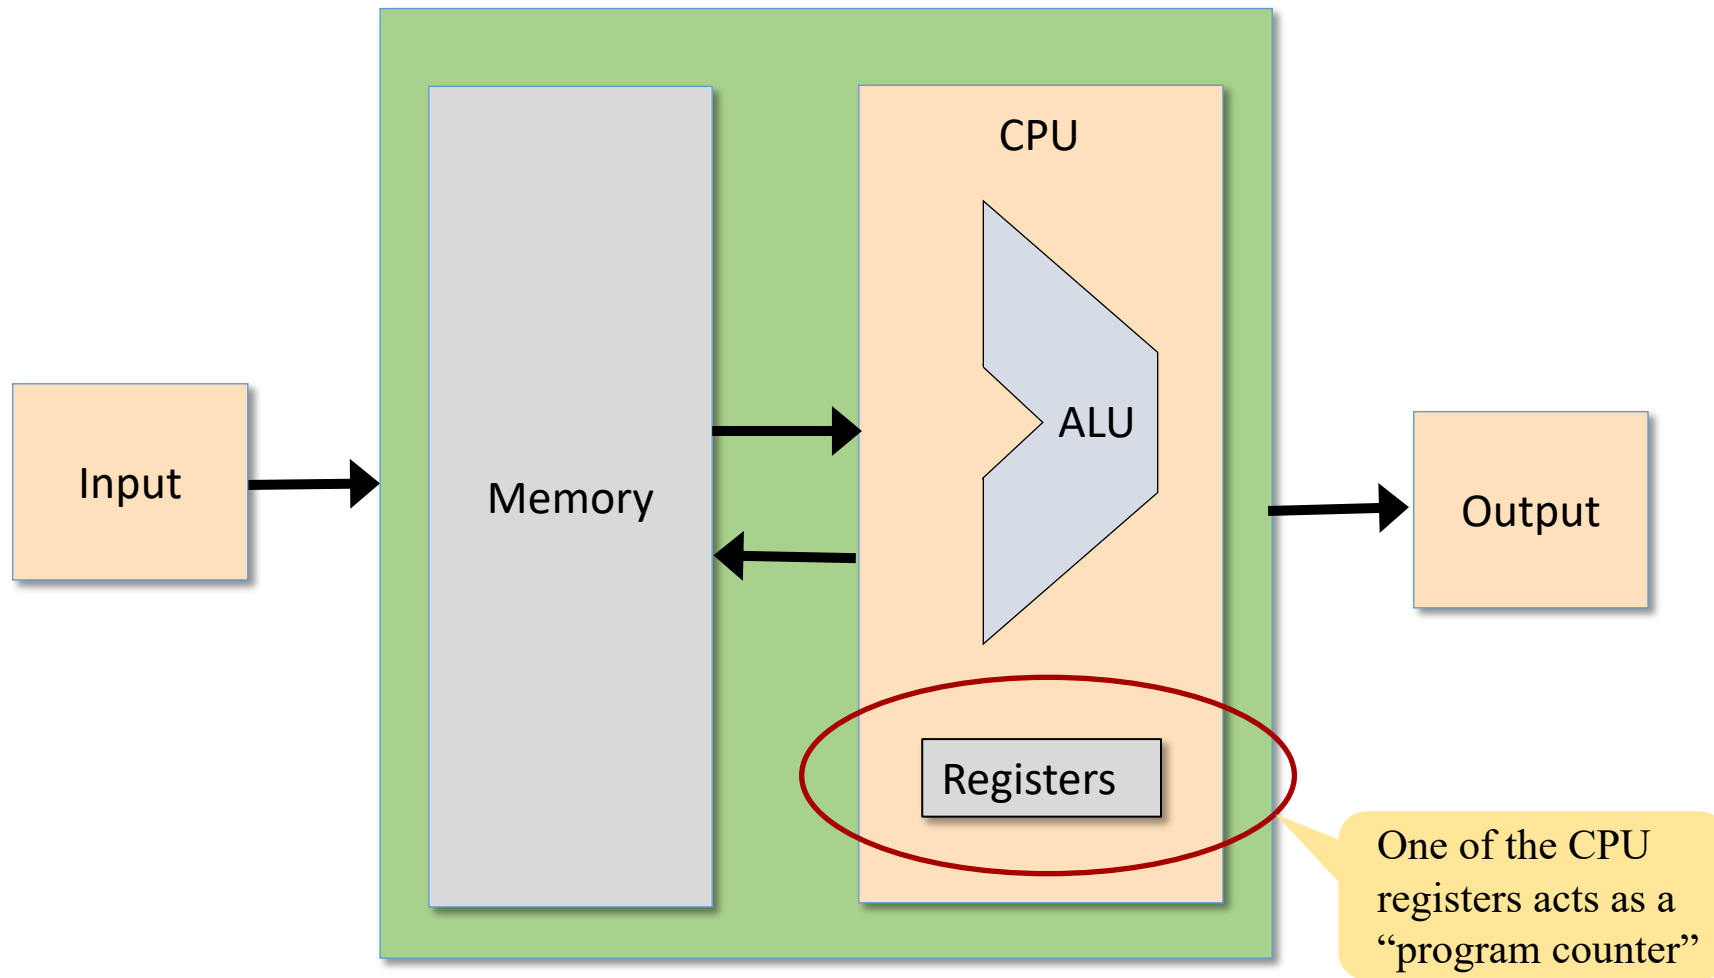 CPU
ALU
Input
Memory
Output
Registers
One of the CPU
registers acts as a
“program counter”